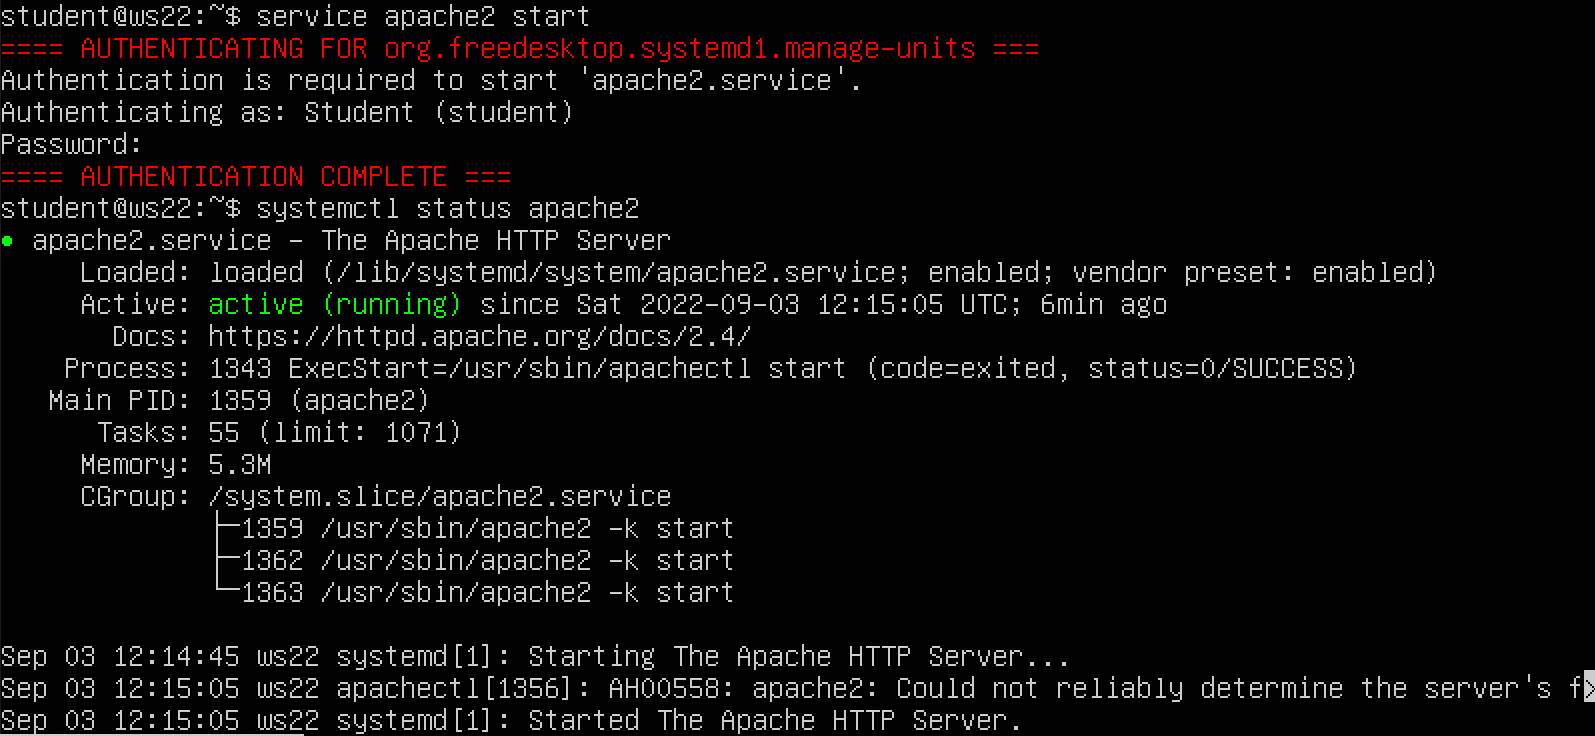 student@ws22:~$ service apache2 start
==== AUTHENTICATING FOR org.freedesktop.systemd1.manage-units ===
Authentication is required to start 'apache2.service'.
Authenticating as: Student (student)
Password:
==== AUTHENTICATION COMPLETE ===
student@ws22:~$ systemctl status apache2
● apache2.service - The Apache HTTP Server
     Loaded: loaded (/lib/systemd/system/apache2.service; enabled; vendor preset: enabled)
     Active: active (running) since Sat 2022-09-03 12:15:05 UTC; 6min ago
       Docs: https://httpd.apache.org/docs/2.4/
    Process: 1343 ExecStart=/usr/sbin/apachectl start (code=exited, status=0/SUCCESS)
   Main PID: 1359 (apache2)
      Tasks: 55 (limit: 1071)
     Memory: 5.3M
     CGroup: /system.slice/apache2.service
             ├─1359 /usr/sbin/apache2 -k start
             ├─1362 /usr/sbin/apache2 -k start
             └─1363 /usr/sbin/apache2 -k start
Sep 03 12:14:45 ws22 systemd[1]: Starting The Apache HTTP Server...
Sep 03 12:15:05 ws22 apachectl[1356]: AH00558: apache2: Could not reliably determine the server's f>
Sep 03 12:15:05 ws22 systemd[1]: Started The Apache HTTP Server.